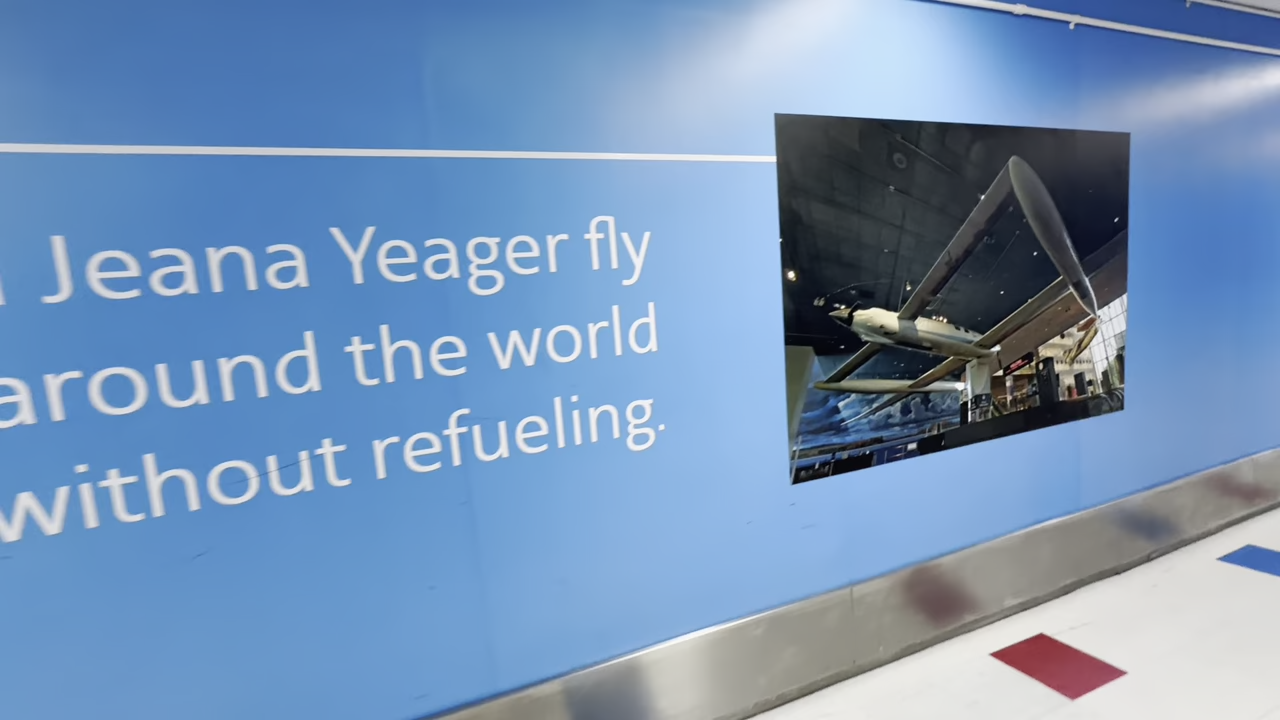 Jeana Yeager fly
around the world
without refueling.